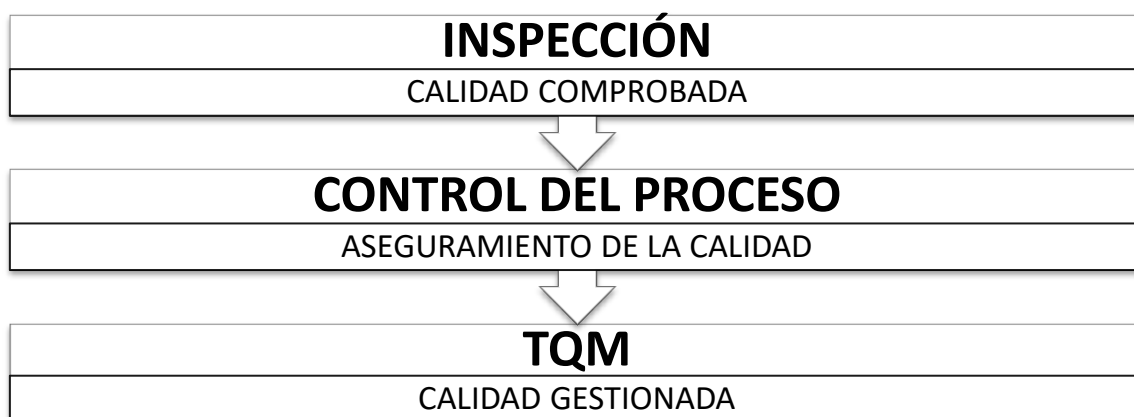 INSPECCIÓN
CALIDAD COMPROBADA
CONTROL DEL PROCESO
ASEGURAMIENTO DE LA CALIDAD
TQM
CALIDAD GESTIONADA